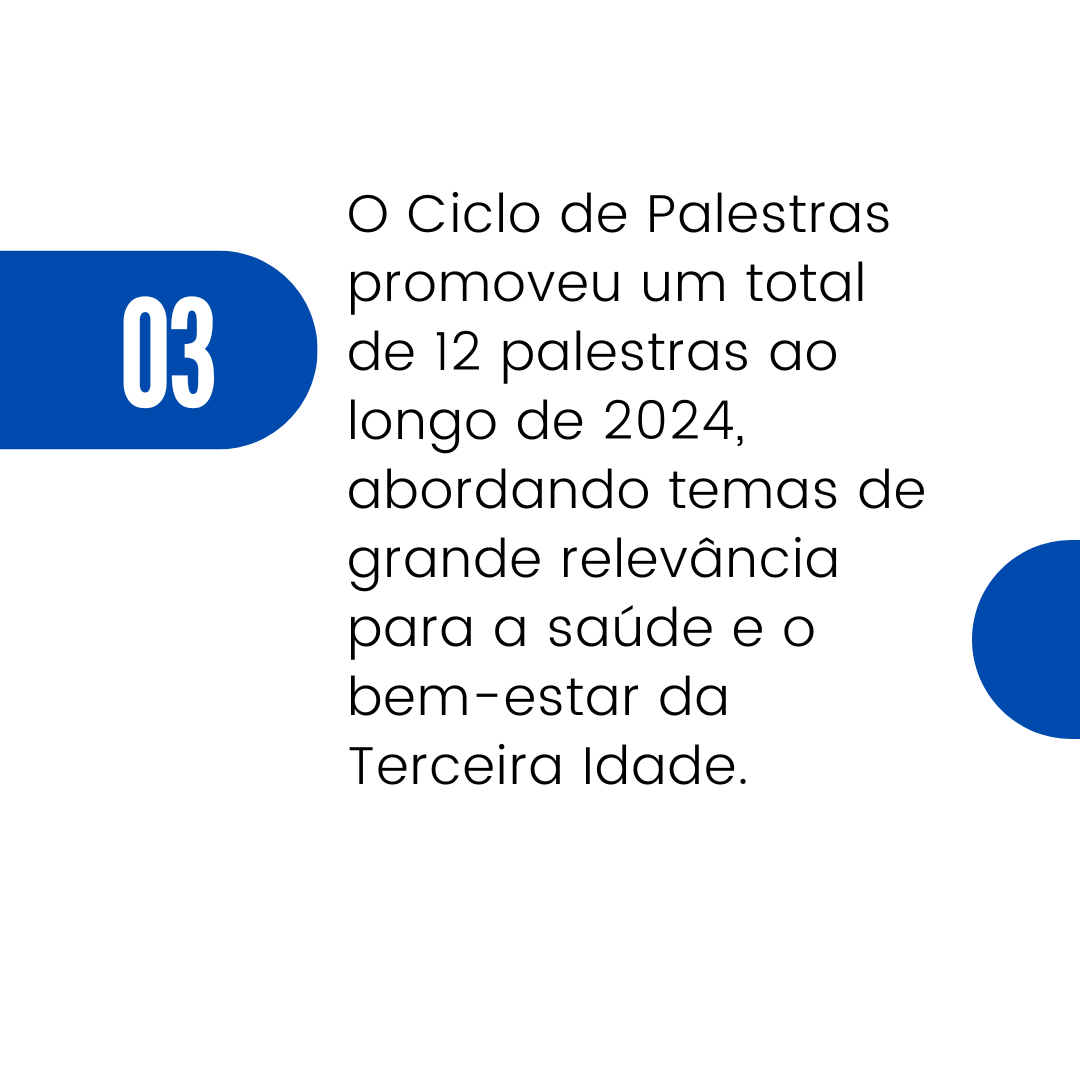 03
O Ciclo de Palestras
promoveu um total
de 12 palestras ao
longo de 2024,
abordando temas de
grande relevância
para a saúde e o
bem-estar da
Terceira Idade.